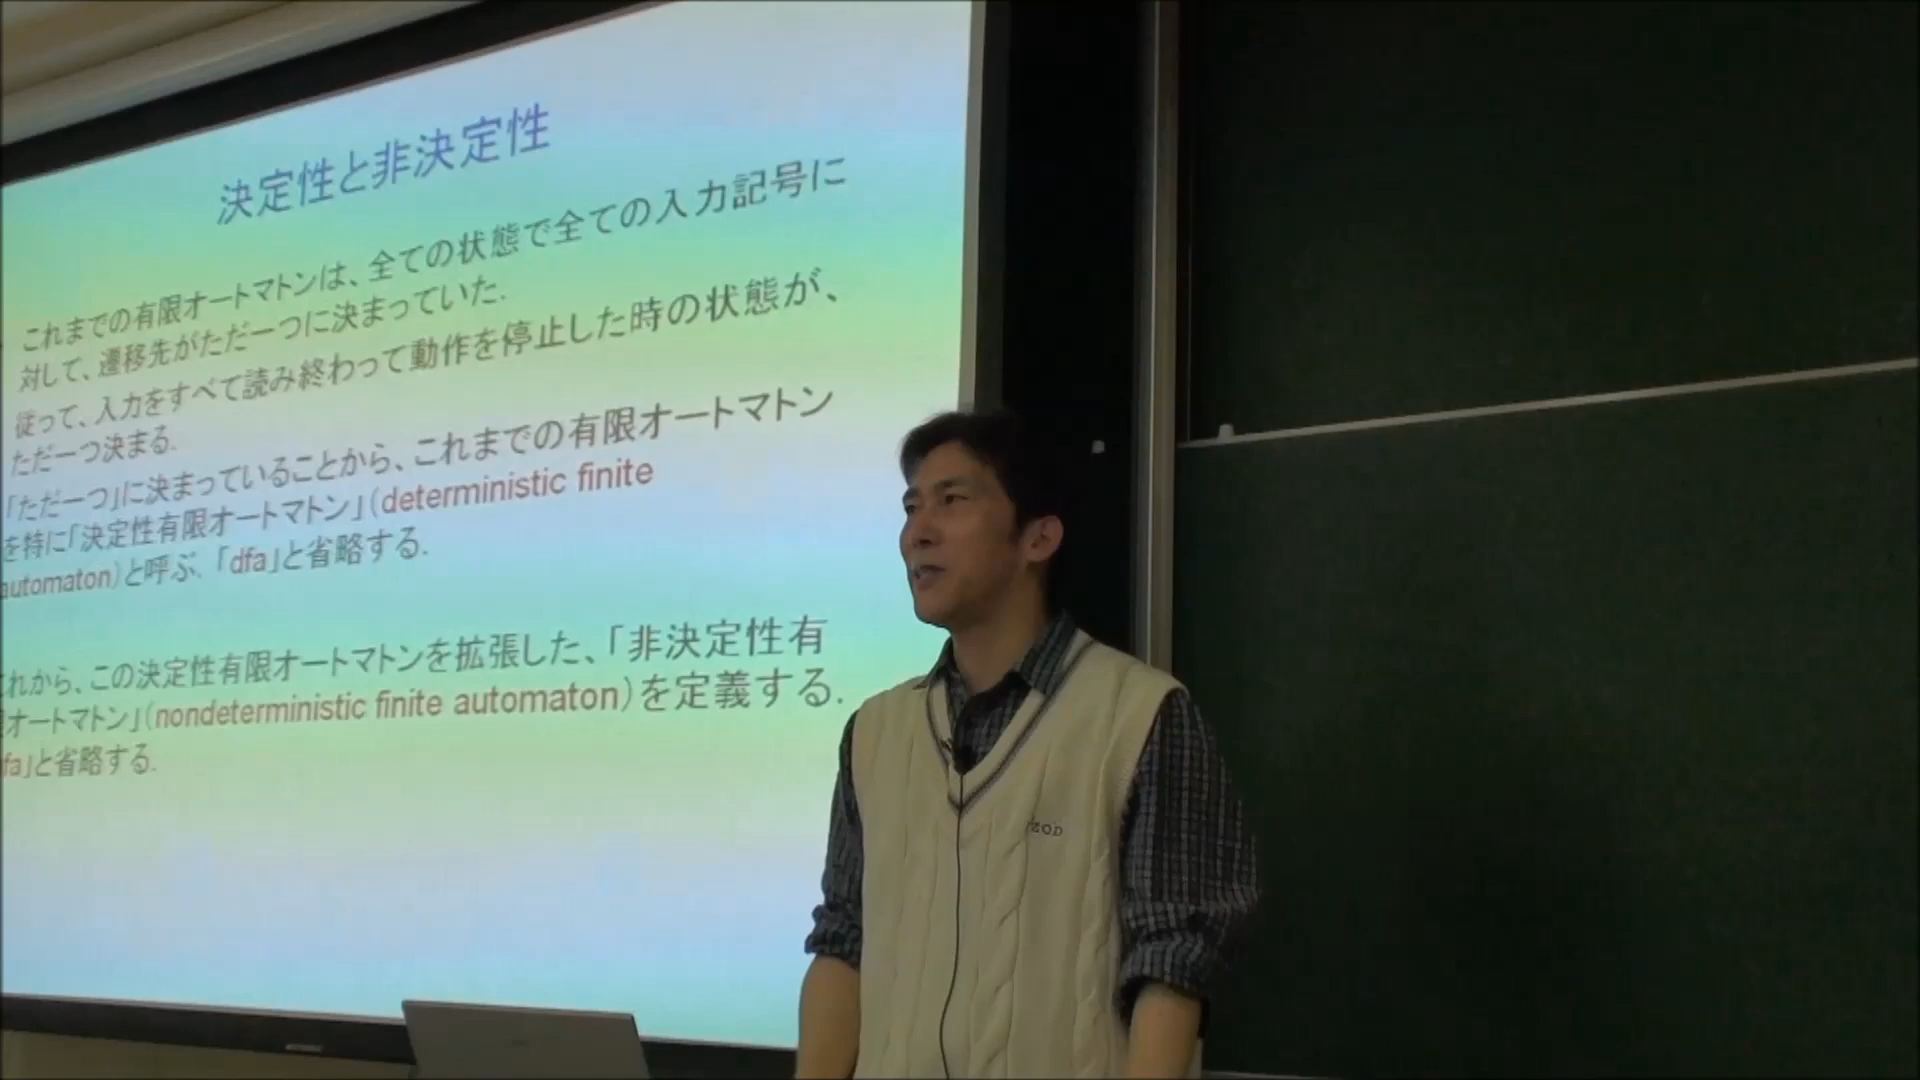 決定性と非決定性
これまでの有限オートマトンは、全ての状態で全ての入力記号に
対して、遷移先がただ一つに決まっていた.
従って、入力をすべて読み終わって動作を停止した時の状態が、
ただ一つ決まる.
「ただ一つ」に決まっていることから、これまでの有限オートマトン
を特に「決定性有限オートマトン」(deterministic finite
automaton)と呼ぶ. 「dfa」と省略する.
れから、この決定性有限オートマトンを拡張した、「非決定性有
オートマトン」(nondeterministic finite automaton)を定義する.
fa」と省略する.
ZOD